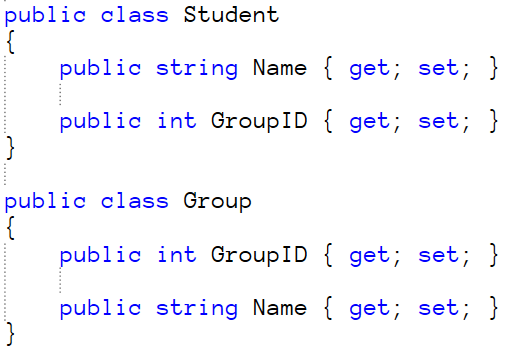 public class Student
{
public string Name { get; set; }
public int GroupID { get; set; }
}
public class Group
{
public int GroupID { get; set; }
public string Name { get; set; }
}